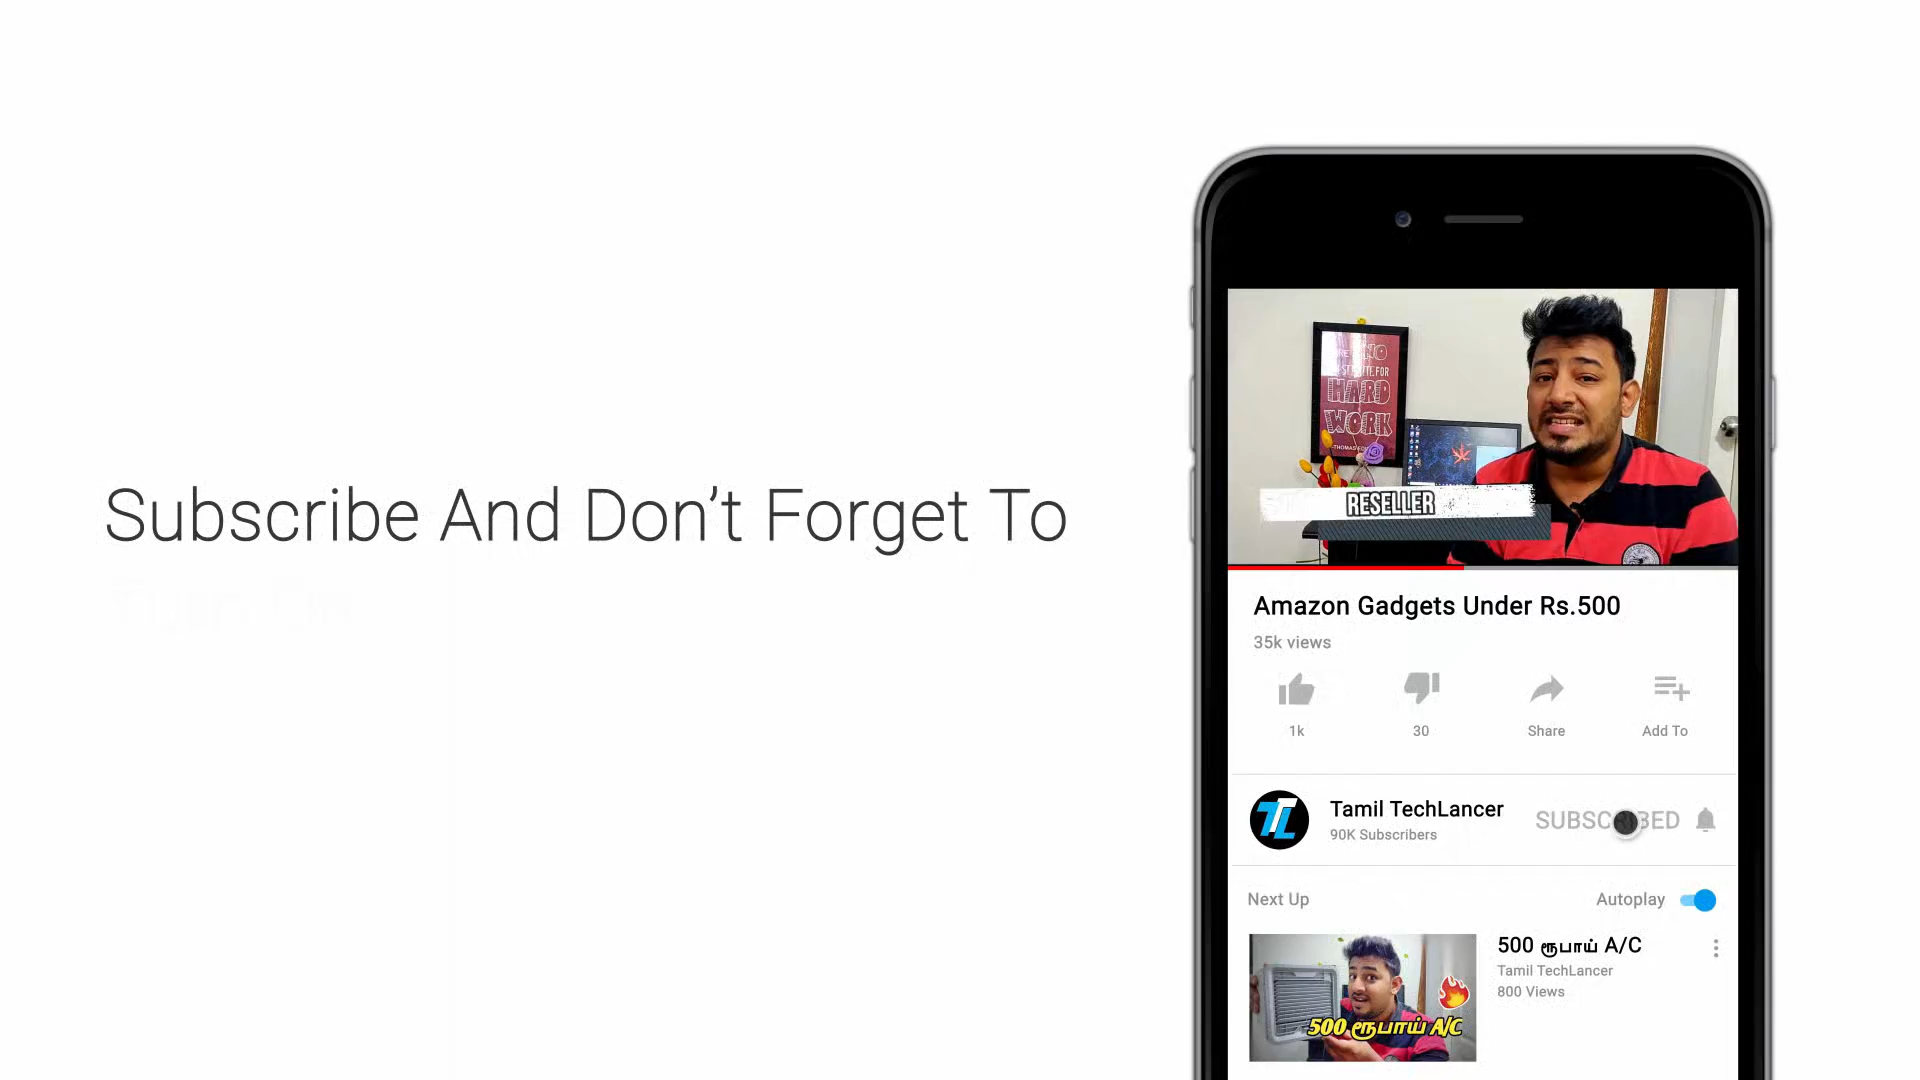 Subscribe And Don’t Forget To
HARD
WORK
RESELLER
Amazon Gadgets Under Rs.500
35k views
1k
30
Share
Add To
Tamil TechLancer
90K Subscribers
SUBSCRIBED
Next Up
Autoplay
500 ரூபாய் A/C
Tamil TechLancer
800 Views
500 ரூபாய் A/C